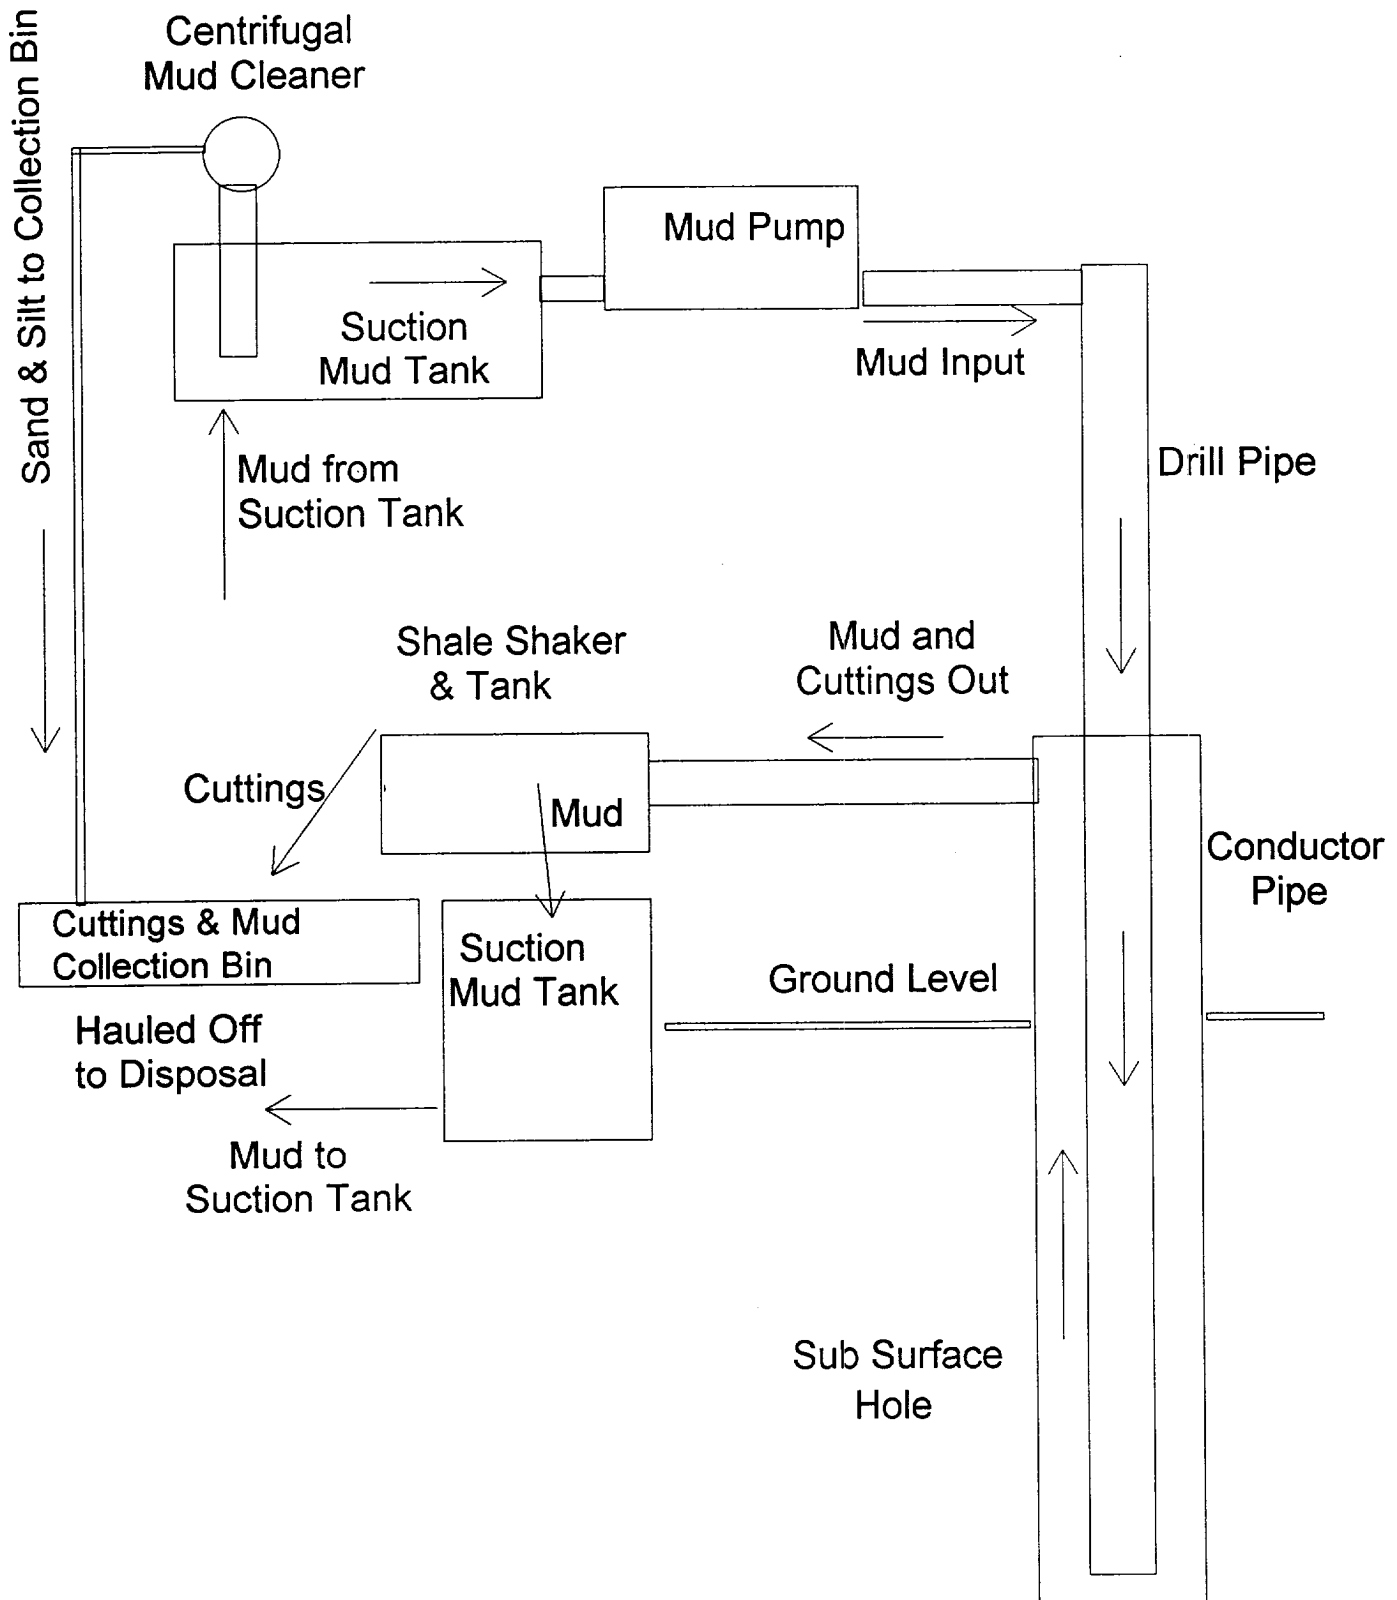 Sand & Silt to Collection Bin
Centrifugal
Mud Cleaner
Mud Pump
Suction
Mud Tank
Mud Input
Mud from
Suction Tank
Drill Pipe
Shale Shaker
& Tank
Mud and
Cuttings Out
Cuttings
Mud
Conductor
Pipe
Cuttings & Mud
Collection Bin
Suction
Mud Tank
Ground Level
Hauled Off
to Disposal
Mud to
Suction Tank
Sub Surface
Hole